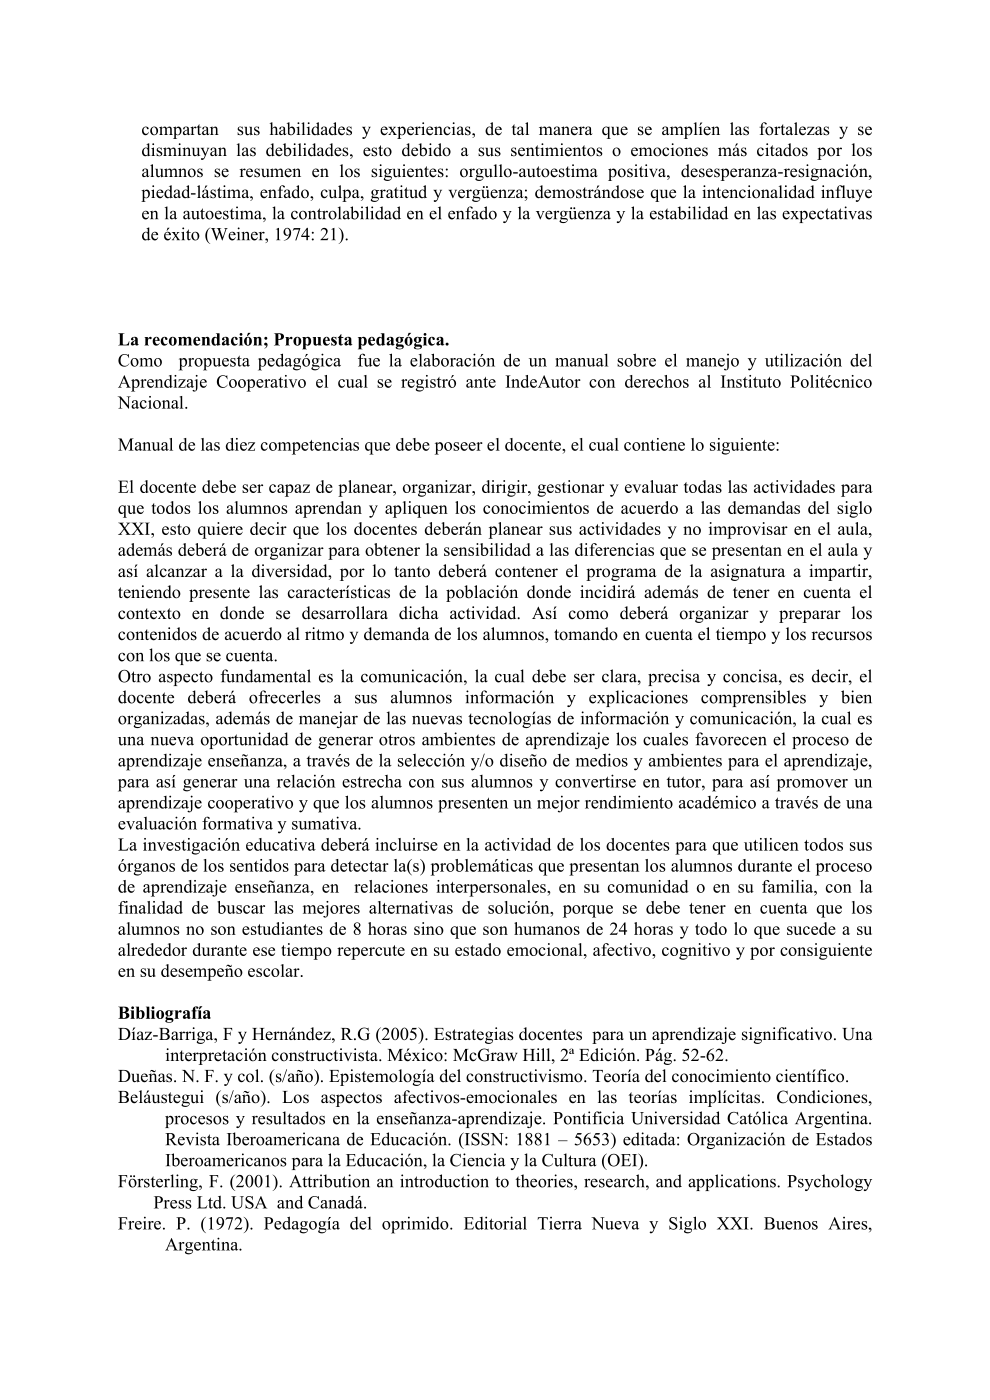 compartan sus habilidades y experiencias, de tal manera que se amplíen las fortalezas y se
disminuyan las debilidades, esto debido a sus sentimientos o emociones más citados por los
alumnos se resumen en los siguientes: orgullo-autoestima positiva, desesperanza-resignación,
piedad-lástima, enfado, culpa, gratitud y vergüenza; demostrándose que la intencionalidad influye
en la autoestima, la controlabilidad en el enfado y la vergüenza y la estabilidad en las expectativas
de éxito (Weiner, 1974: 21).
La recomendación; Propuesta pedagógica.
Como propuesta pedagógica fue la elaboración de un manual sobre el manejo y utilización del
Aprendizaje Cooperativo el cual se registró ante IndeAutor con derechos al Instituto Politécnico
Nacional.
Manual de las diez competencias que debe poseer el docente, el cual contiene lo siguiente:
El docente debe ser capaz de planear, organizar, dirigir, gestionar y evaluar todas las actividades para
que todos los alumnos aprendan y apliquen los conocimientos de acuerdo a las demandas del siglo
XXI, esto quiere decir que los docentes deberán planear sus actividades y no improvisar en el aula,
además deberá de organizar para obtener la sensibilidad a las diferencias que se presentan en el aula y
así alcanzar a la diversidad, por lo tanto deberá contener el programa de la asignatura a impartir,
teniendo presente las características de la población donde incidirá además de tener en cuenta el
contexto en donde se desarrollara dicha actividad. Así como deberá organizar y preparar los
contenidos de acuerdo al ritmo y demanda de los alumnos, tomando en cuenta el tiempo y los recursos
con los que se cuenta.
Otro aspecto fundamental es la comunicación, la cual debe ser clara, precisa y concisa, es decir, el
docente deberá ofrecerles a sus alumnos información y explicaciones comprensibles y bien
organizadas, además de manejar de las nuevas tecnologías de información y comunicación, la cual es
una nueva oportunidad de generar otros ambientes de aprendizaje los cuales favorecen el proceso de
aprendizaje enseñanza, a través de la selección y/o diseño de medios y ambientes para el aprendizaje,
para así generar una relación estrecha con sus alumnos y convertirse en tutor, para así promover un
aprendizaje cooperativo y que los alumnos presenten un mejor rendimiento académico a través de una
evaluación formativa y sumativa.
La investigación educativa deberá incluirse en la actividad de los docentes para que utilicen todos sus
órganos de los sentidos para detectar la(s) problemáticas que presentan los alumnos durante el proceso
de aprendizaje enseñanza, en relaciones interpersonales, en su comunidad o en su familia, con la
finalidad de buscar las mejores alternativas de solución, porque se debe tener en cuenta que los
alumnos no son estudiantes de 8 horas sino que son humanos de 24 horas y todo lo que sucede a su
alrededor durante ese tiempo repercute en su estado emocional, afectivo, cognitivo y por consiguiente
en su desempeño escolar.
Bibliografía
Díaz-Barriga, F y Hernández, R.G (2005). Estrategias docentes para un aprendizaje significativo. Una
interpretación constructivista. México: McGraw Hill, 2ª Edición. Pág. 52-62.
Dueñas. N. F. y col. (s/año). Epistemología del constructivismo. Teoría del conocimiento científico.
Beláustegui (s/año). Los aspectos afectivos-emocionales en las teorías implícitas. Condiciones,
procesos y resultados en la enseñanza-aprendizaje. Pontificia Universidad Católica Argentina.
Revista Iberoamericana de Educación. (ISSN: 1881 – 5653) editada: Organización de Estados
Iberoamericanos para la Educación, la Ciencia y la Cultura (OEI).
Försterling, F. (2001). Attribution an introduction to theories, research, and applications. Psychology
Press Ltd. USA and Canadá.
Freire. P. (1972). Pedagogía del oprimido. Editorial Tierra Nueva y Siglo XXI. Buenos Aires,
Argentina.